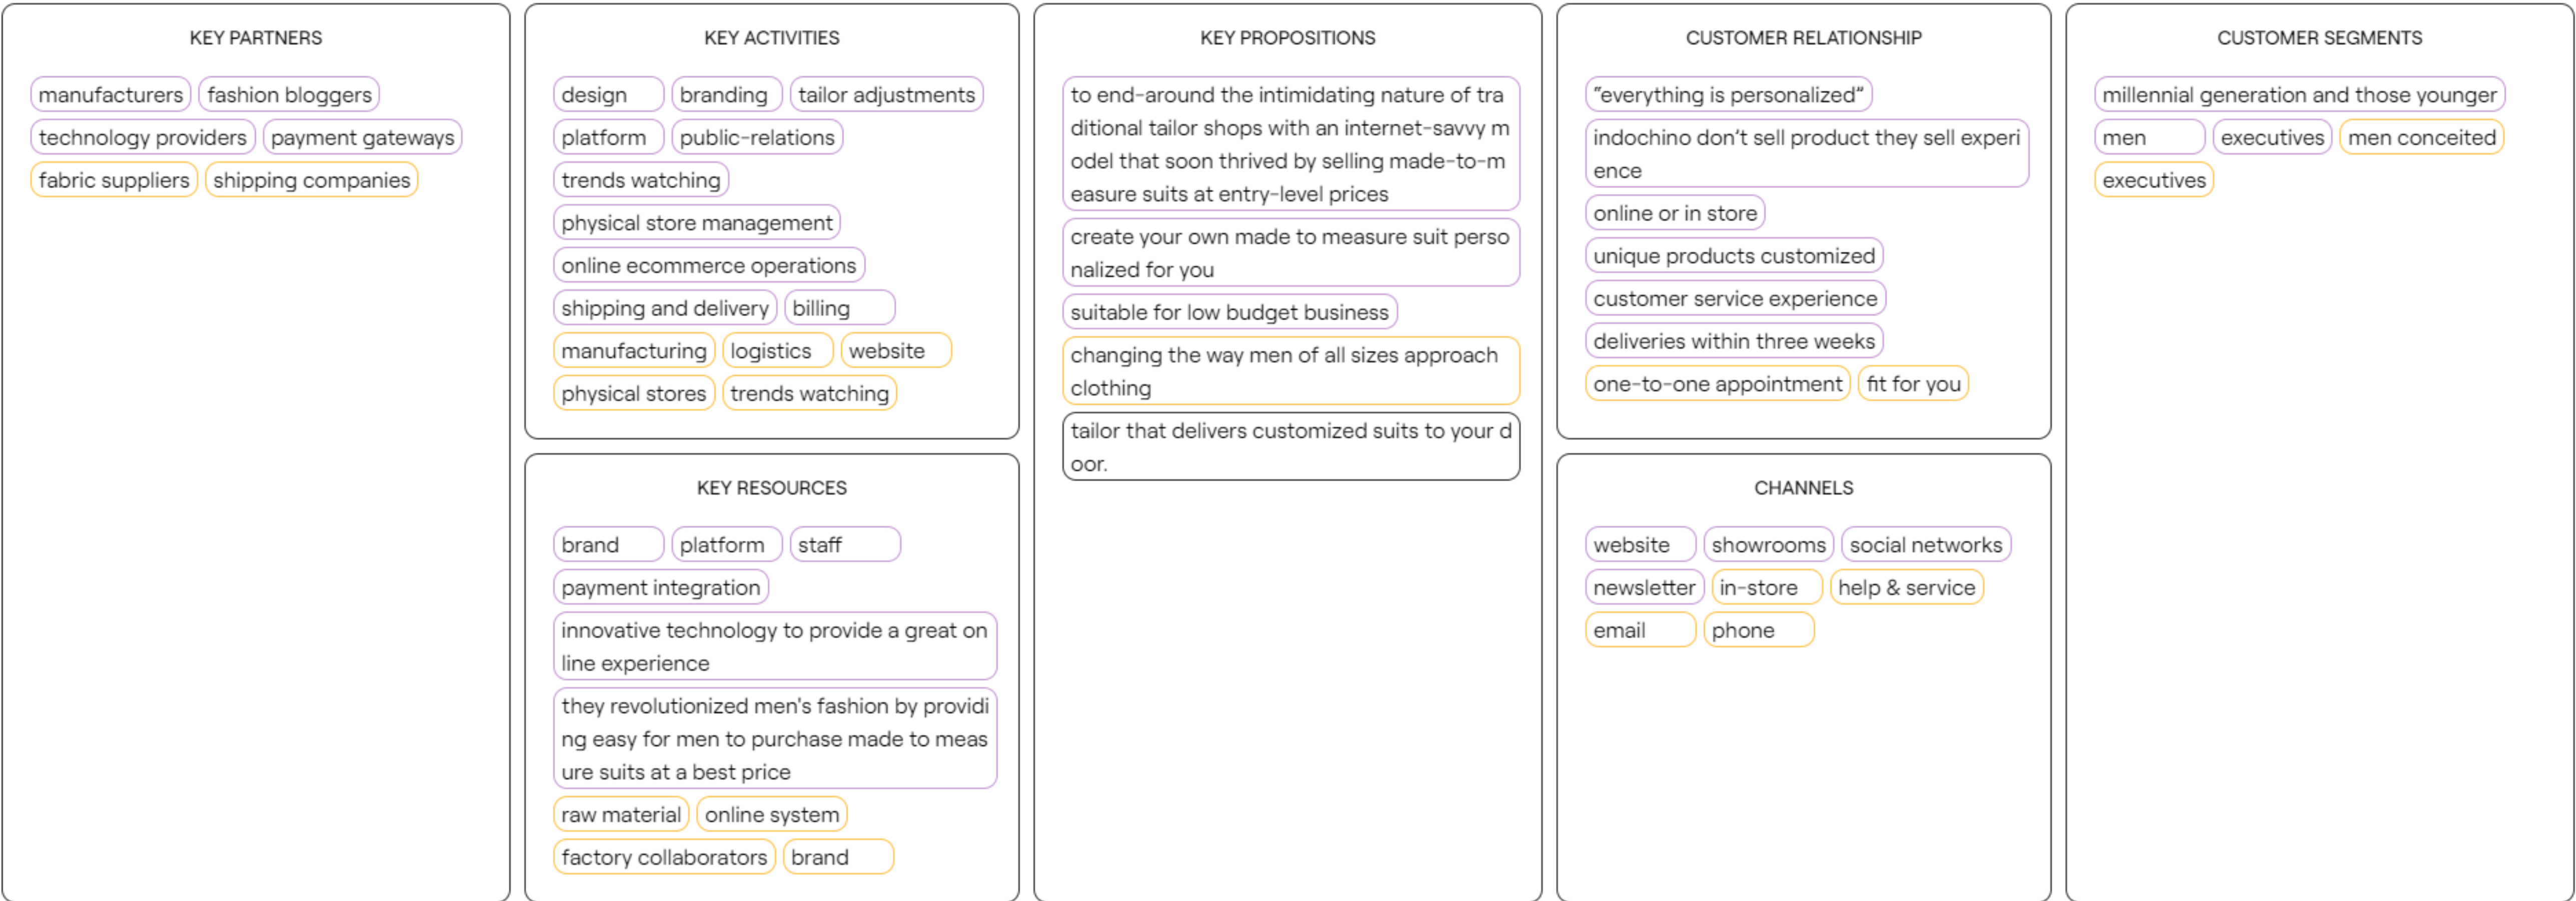 KEY PARTNERS
manufacturers fashion bloggers
technology providers payment gateways
fabric suppliers shipping companies
KEY ACTIVITIES
design branding tailor adjustments
platform public-relations
trends watching
physical store management
online ecommerce operations
shipping and delivery billing
manufacturing logistics website
physical stores trends watching
KEY RESOURCES
brand platform staff
payment integration
innovative technology to provide a great on
line experience
they revolutionized men's fashion by providi
ng easy for men to purchase made to meas
ure suits at a best price
raw material online system
factory collaborators brand
KEY PROPOSITIONS
to end-around the intimidating nature of tra
ditional tailor shops with an internet-savvy m
odel that soon thrived by selling made-to-m
easure suits at entry-level prices
create your own made to measure suit perso
nalized for you
suitable for low budget business
changing the way men of all sizes approach
clothing
tailor that delivers customized suits to your d
oor.
CUSTOMER RELATIONSHIP
“everything is personalized”
indochino don’t sell product they sell experi
ence
online or in store
unique products customized
customer service experience
deliveries within three weeks
one-to-one appointment fit for you
CHANNELS
website showrooms social networks
newsletter in-store help & service
email phone
CUSTOMER SEGMENTS
millennial generation and those younger
men executives men conceited
executives